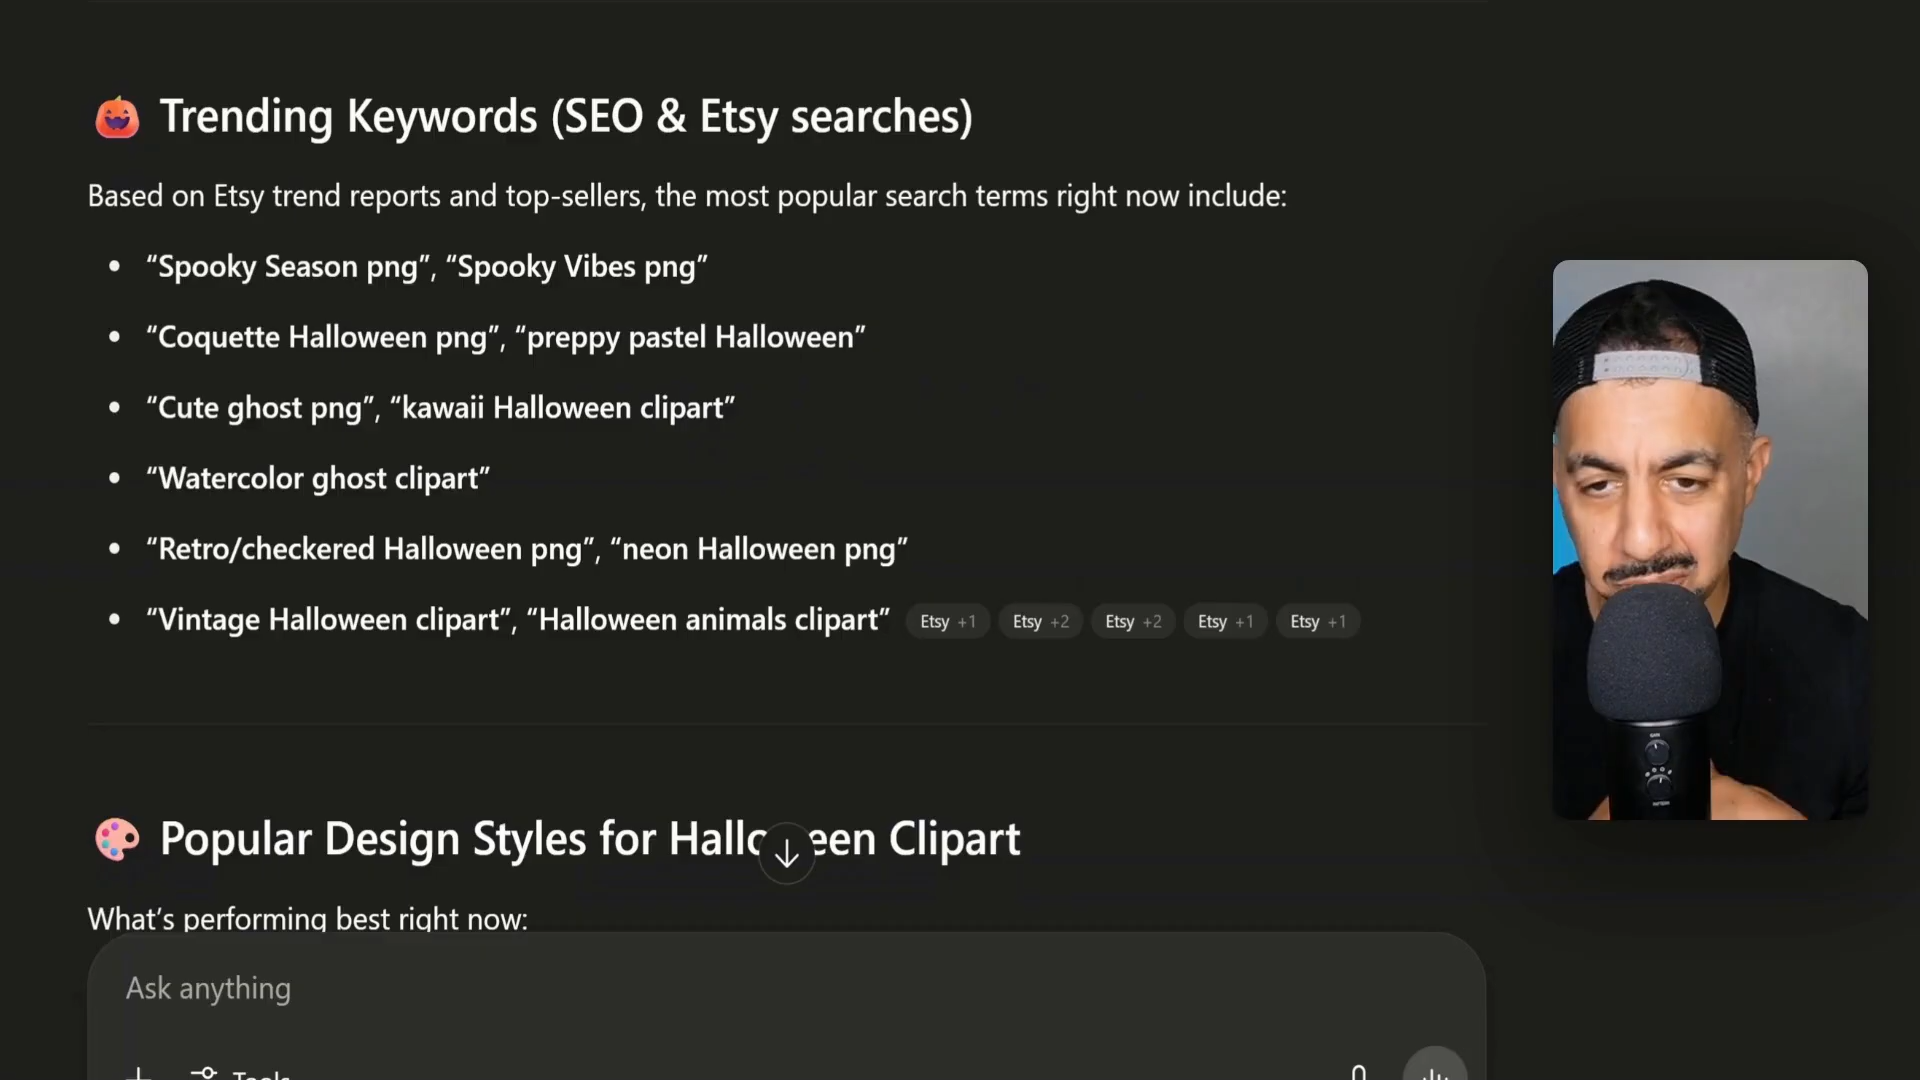 Trending Keywords (SEO & Etsy searches)
Based on Etsy trend reports and top-sellers, the most popular search terms right now include:
“Spooky Season png”, “Spooky Vibes png”
“Coquette Halloween png”, “preppy pastel Halloween”
“Cute ghost png”, “kawaii Halloween clipart”
“Watercolor ghost clipart”
“Retro/checkered Halloween png”, “neon Halloween png”
“Vintage Halloween clipart”, “Halloween animals clipart” Etsy +1 Etsy +2 Etsy +2 Etsy +1 Etsy +1
Popular Design Styles for Halloween Clipart
What’s performing best right now:
Ask anything
Tools